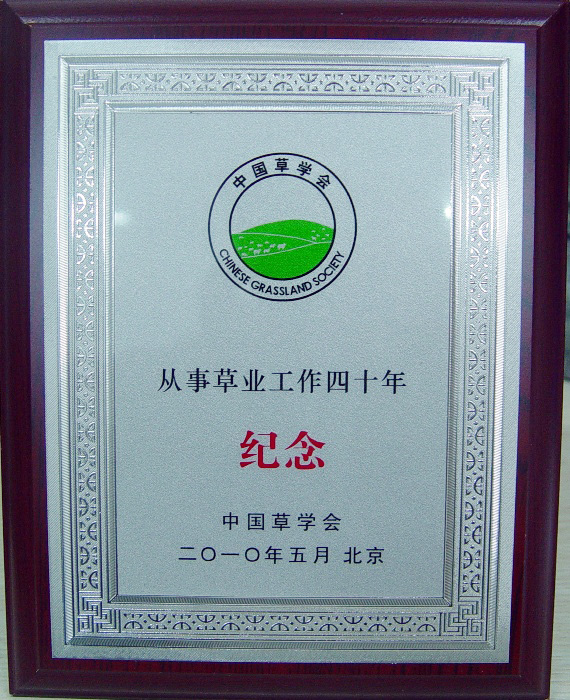 中国草学会
CHINESE GRASSLAND SOCIETY
从事草业工作四十年
纪念
中国草学会
二〇一〇年五月 北京